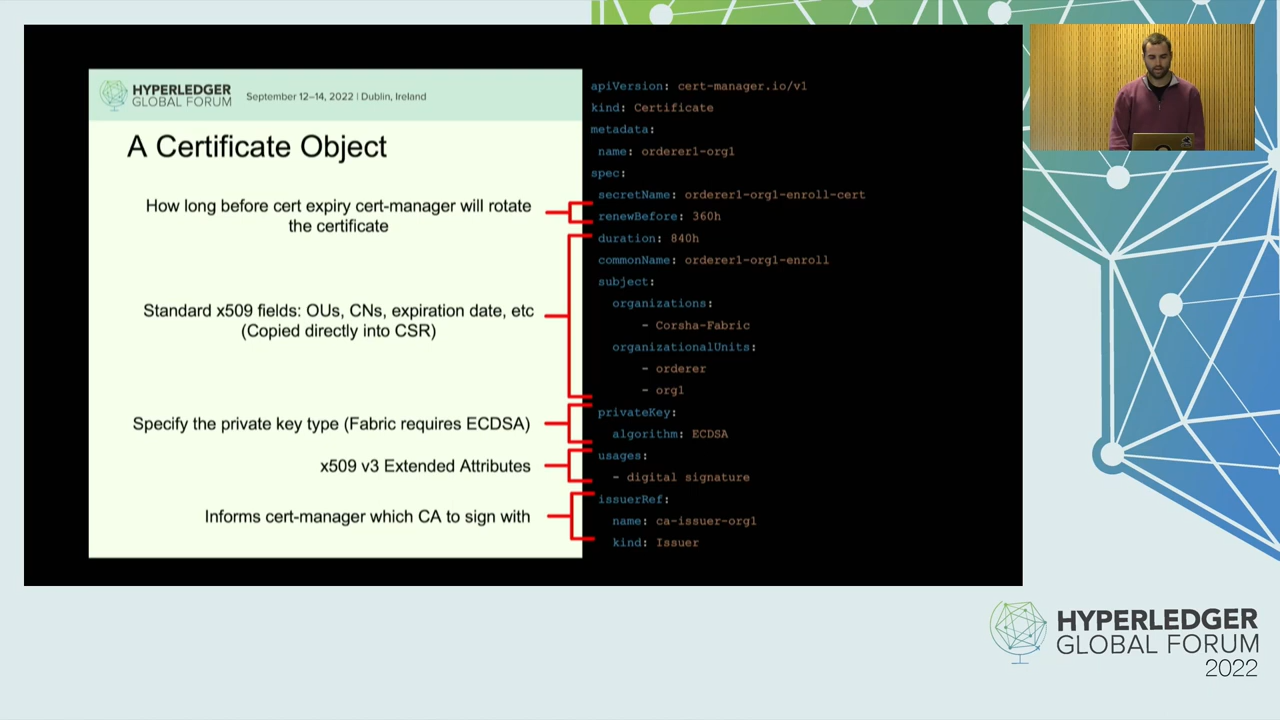 HYPERLEDGER
GLOBAL FORUM
September 12–14, 2022 | Dublin, Ireland
A Certificate Object
How long before cert expiry cert-manager will rotate
the certificate
Standard x509 fields: OUs, CNs, expiration date, etc
(Copied directly into CSR)
Specify the private key type (Fabric requires ECDSA)
x509 v3 Extended Attributes
Informs cert-manager which CA to sign with
apiVersion: cert-manager.io/v1
kind: Certificate
metadata:
name: orderer1-org1
spec:
secretName: orderer1-org1-enroll-cert
renewBefore: 360h
duration: 840h
commonName: orderer1-org1-enroll
subject:
organizations:
- Corsha-Fabric
organizationalUnits:
- orderer
- org1
privateKey:
algorithm: ECDSA
usages:
- digital signature
issuerRef:
name: ca-issuer-org1
kind: Issuer
HYPERLEDGER
GLOBAL FORUM
2022